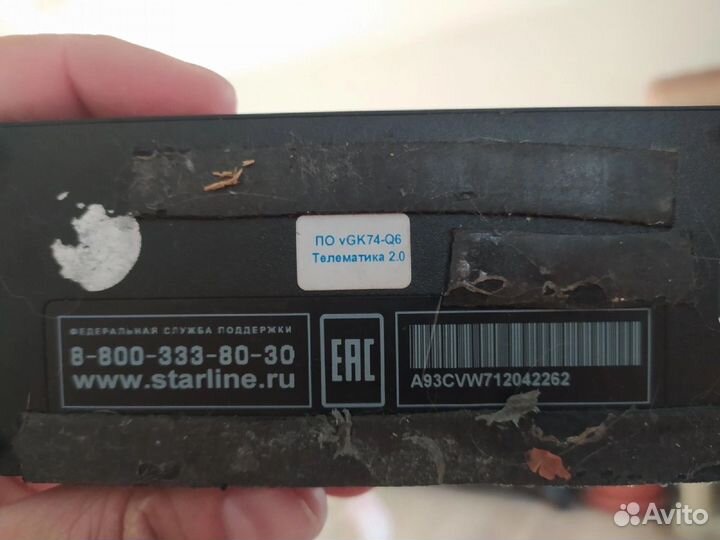 ПО vGK74-Q6
Телематика 2.0
ФЕДЕРАЛЬНАЯ СЛУЖБА ПОДДЕРЖКИ
8-800-333-80-30
www.starline.ru
EAC
A93CVW712042262
Avito